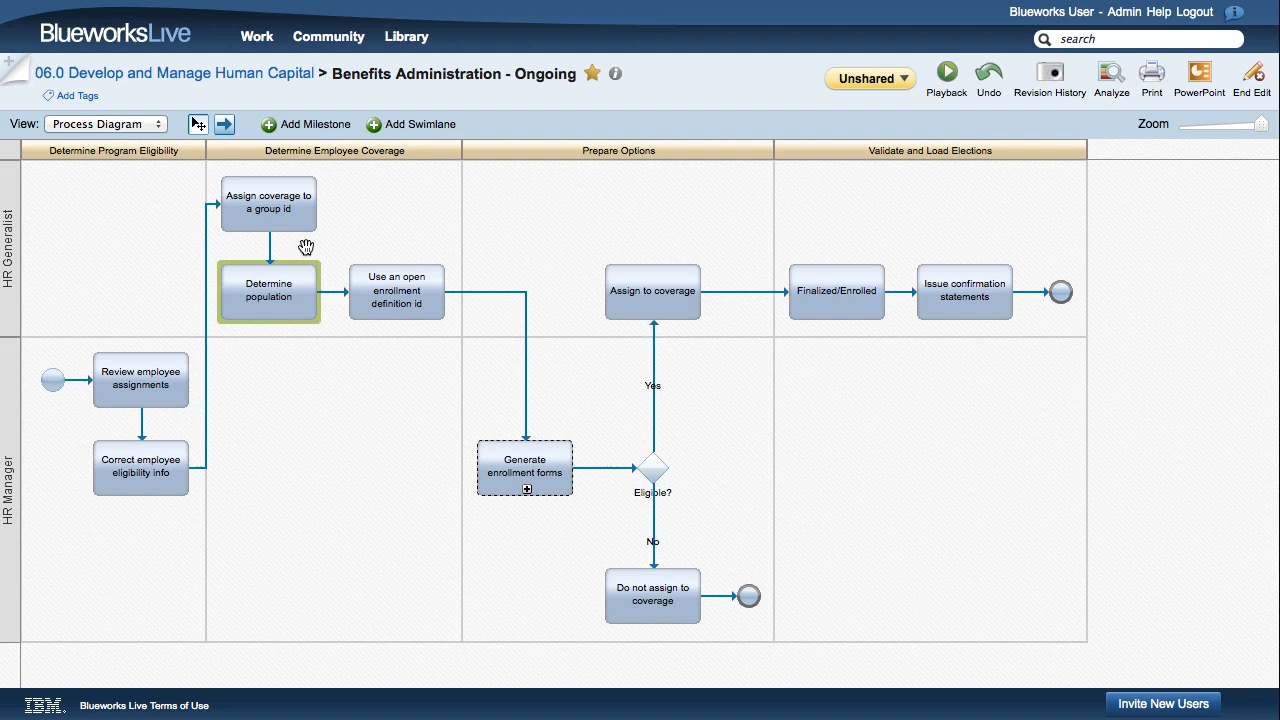 Blueworks User - Admin Help Logout
BlueworksLive Work Community Library
search
06.0 Develop and Manage Human Capital > Benefits Administration - Ongoing
Unshared
Playback Undo Revision History Analyze Print PowerPoint End Edit
Add Tags
View: Process Diagram Add Milestone Add Swimlane Zoom
Determine Program Eligibility Determine Employee Coverage Prepare Options Validate and Load Elections
HR Generalist
Assign coverage to
a group id
Determine
population
Use an open
enrollment
definition id
Assign to coverage
Finalized/Enrolled
Issue confirmation
statements
HR Manager
Review employee
assignments
Correct employee
eligibility info
Generate
enrollment forms
Yes
Eligible?
No
Do not assign to
coverage
IBM. Blueworks Live Terms of Use
Invite New Users